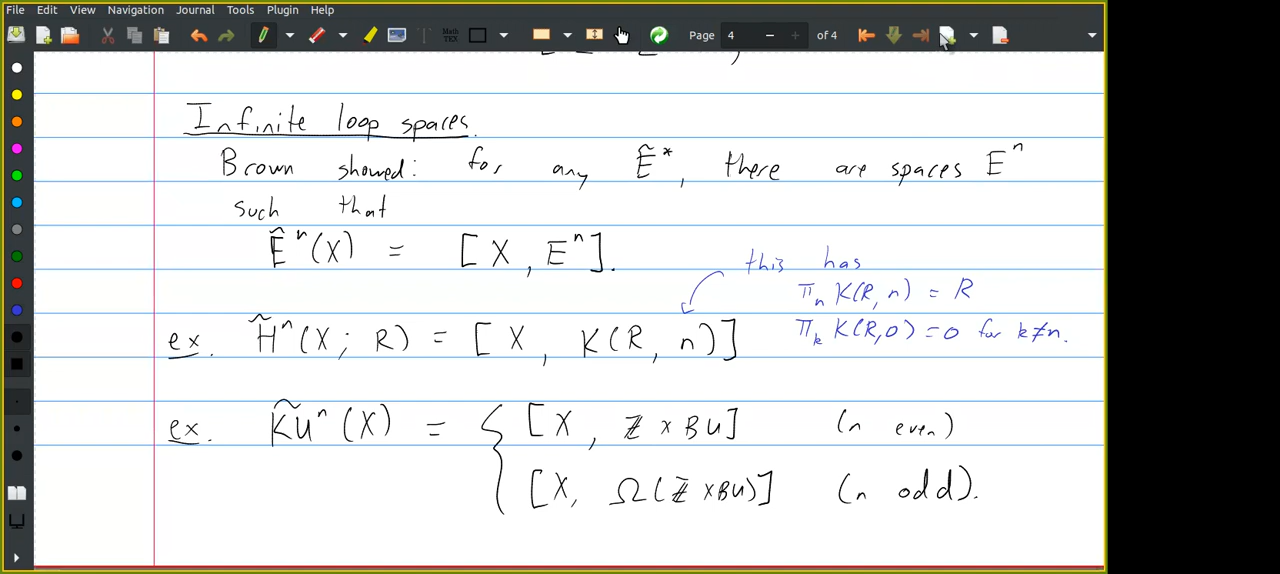 File Edit View Navigation Journal Tools Plugin Help
Math TEX Page 4 of 4
Infinite loop spaces.
Brown showed: for any Ẽ*, there are spaces Eⁿ
such that
Ẽⁿ(X) = [X, Eⁿ].
this has
πₙ K(R, n) = R
πₖ K(R, 0) = 0 for k≠n.
ex. H̃ⁿ(X; R) = [X, K(R, n)]
ex. K̃Uⁿ(X) = { [X, ℤ × BU] (n even)
[X, Ω(ℤ × BU)] (n odd).